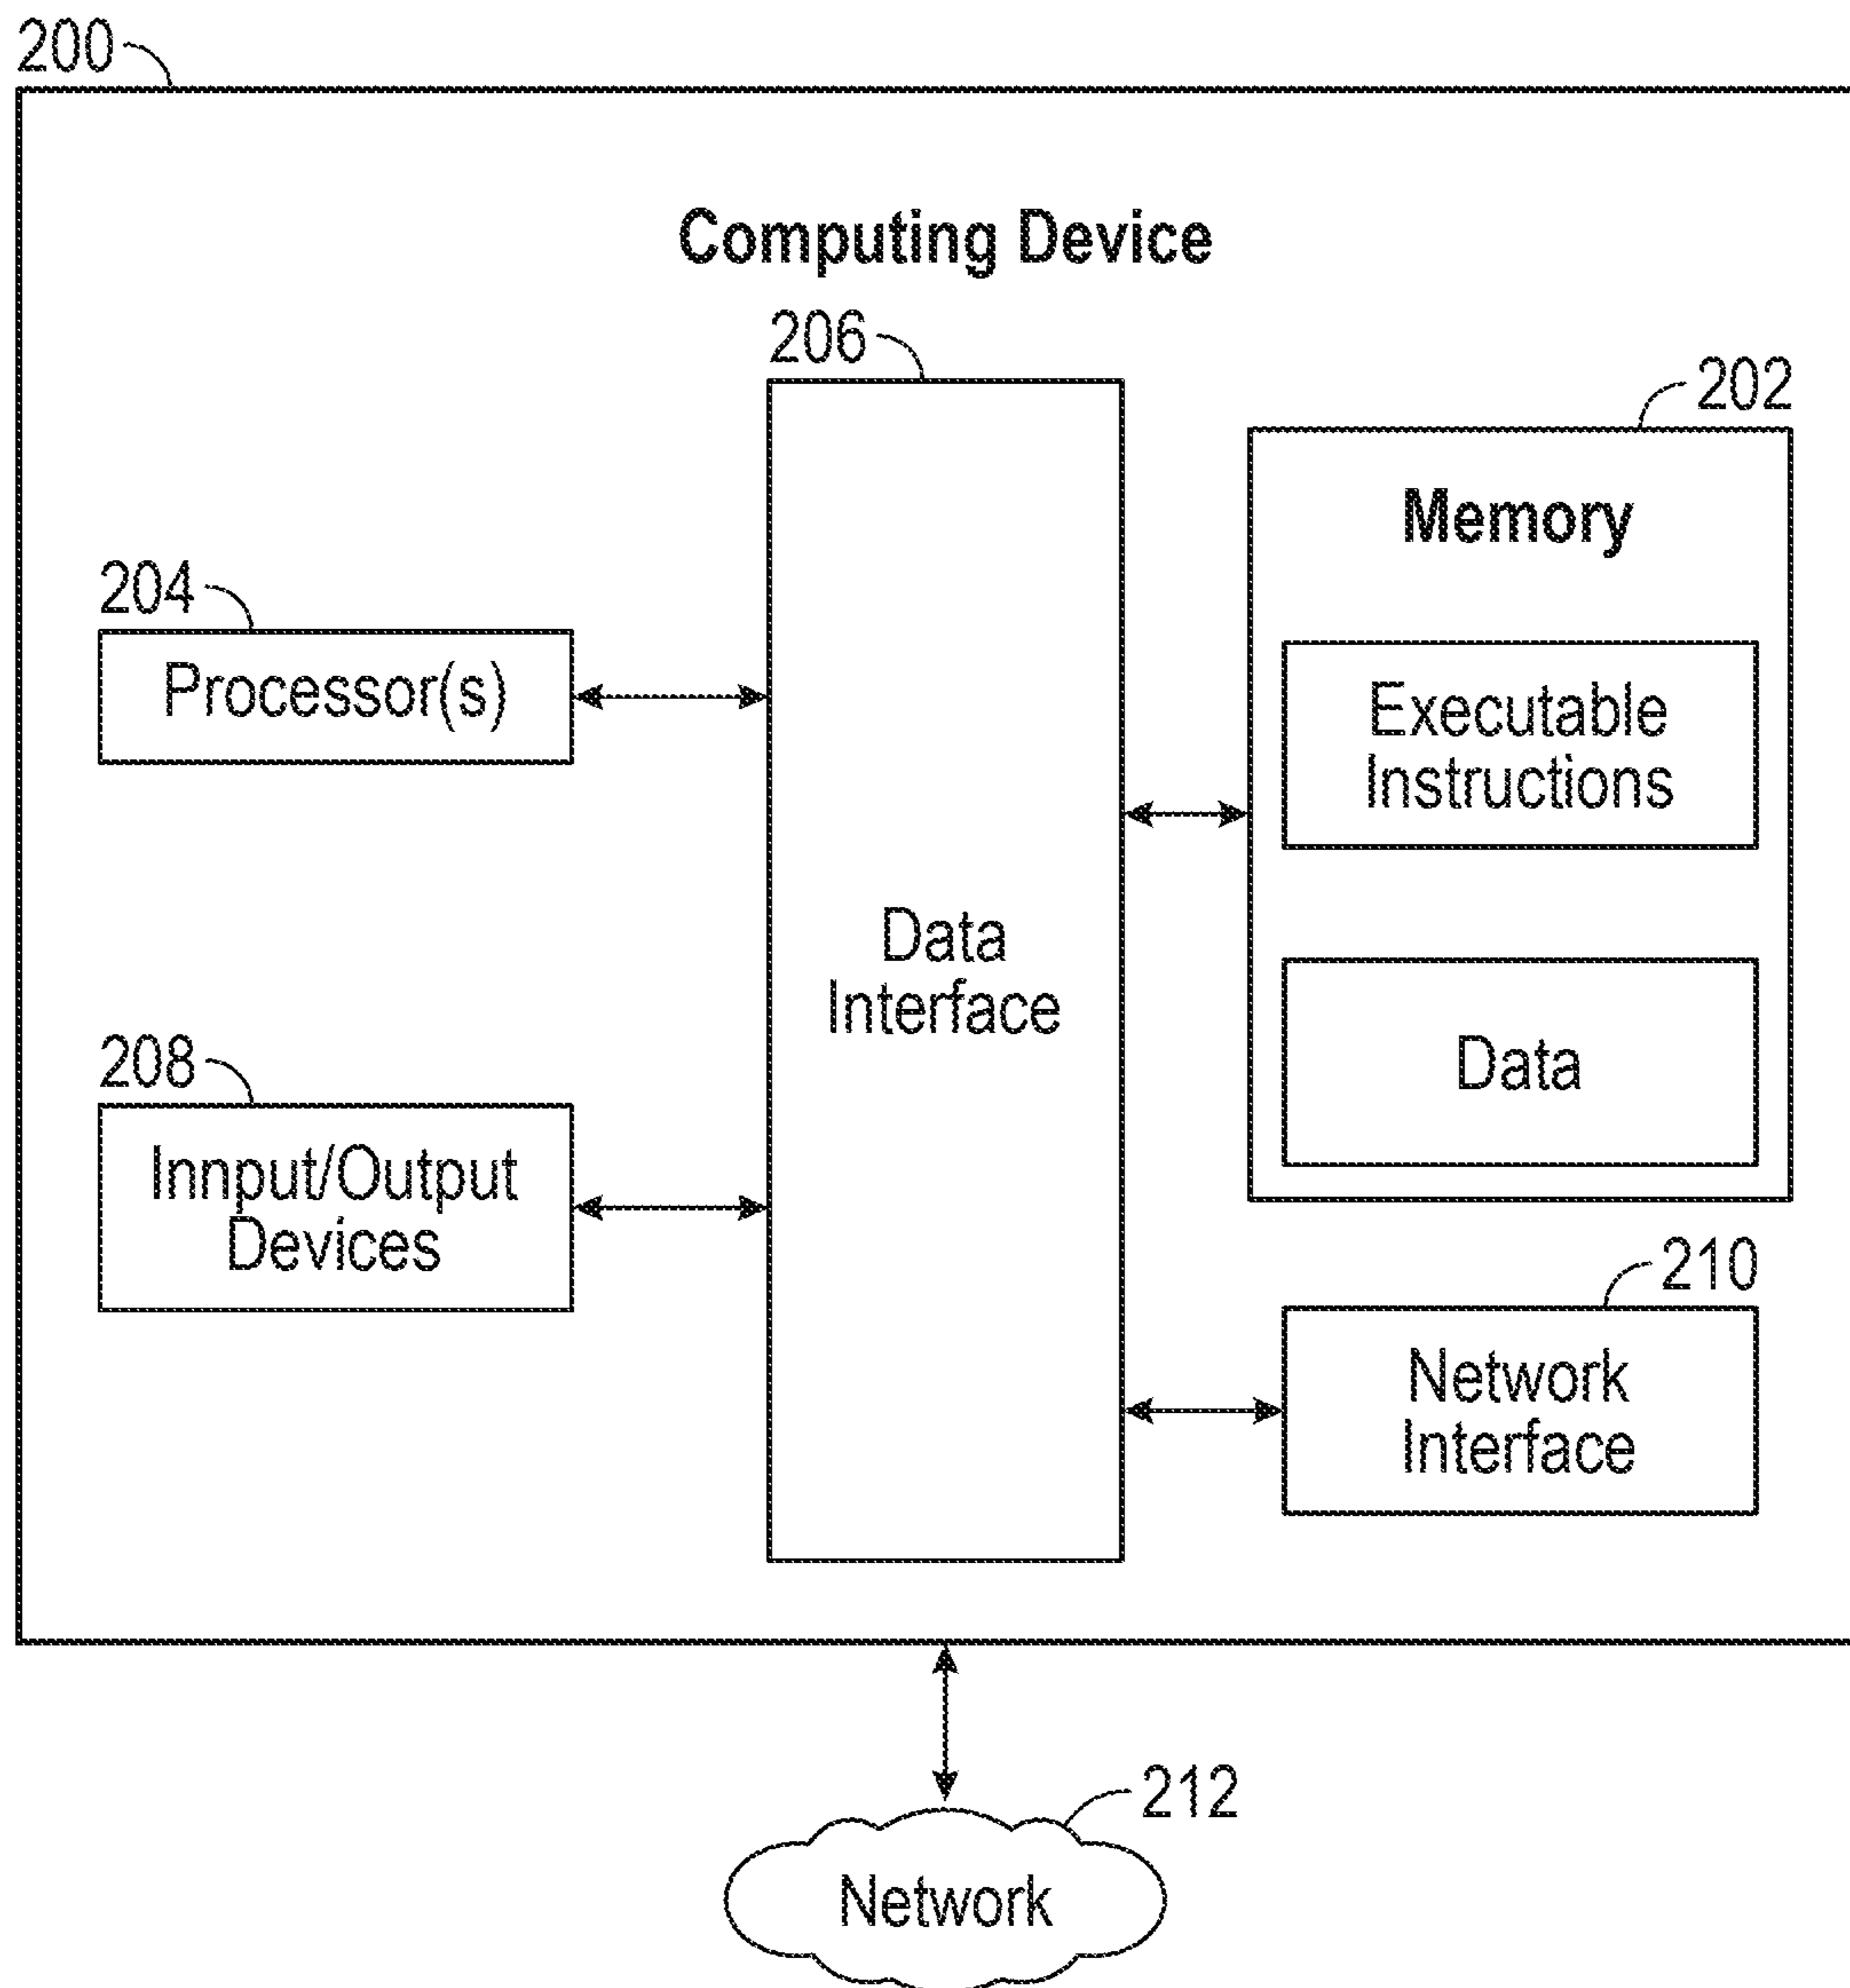 200
Computing Device
206
202
Memory
204
Processor(s)
Executable
Instructions
Data
Interface
208
Innput/Output
Devices
Data
210
Network
Interface
212
Network